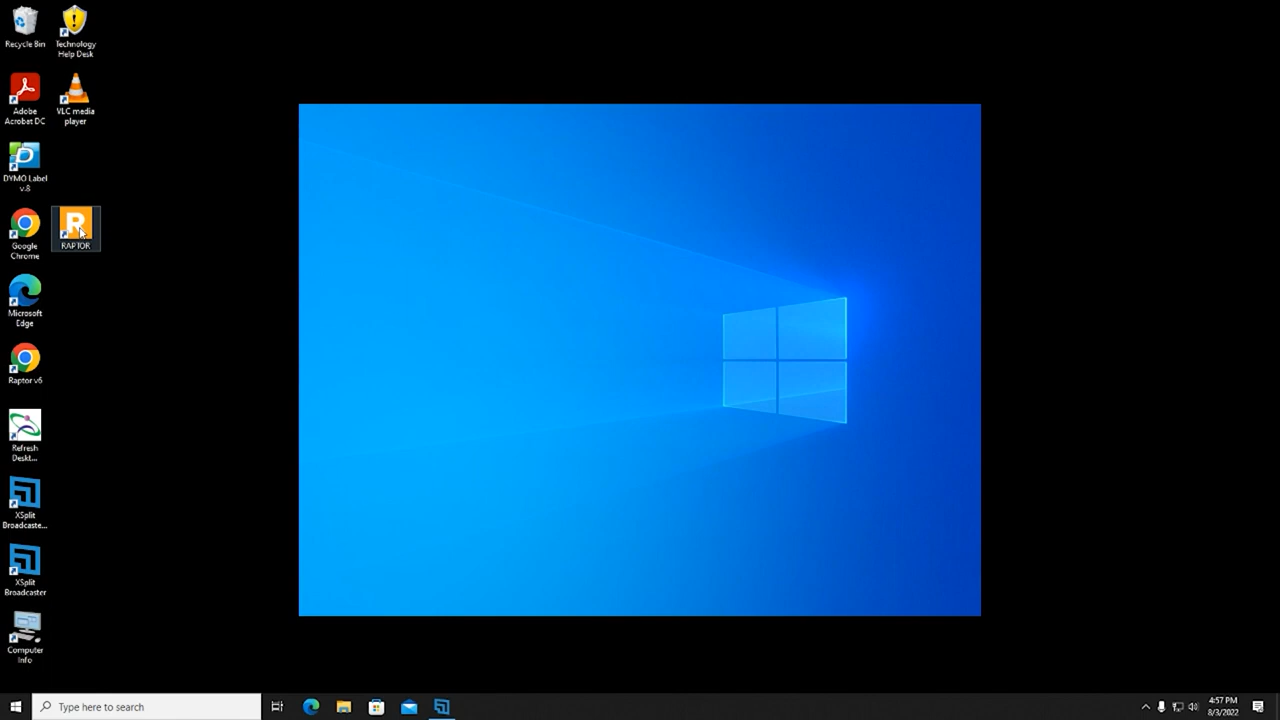 Recycle Bin
Technology
Help Desk
Adobe
Acrobat DC
VLC media
player
DYMO Label
v.8
Google
Chrome
R
RAPTOR
Microsoft
Edge
Raptor v6
Refresh
Deskt...
XSplit
Broadcaste...
XSplit
Broadcaster
Computer
Info
Type here to search
4:57 PM
8/3/2022